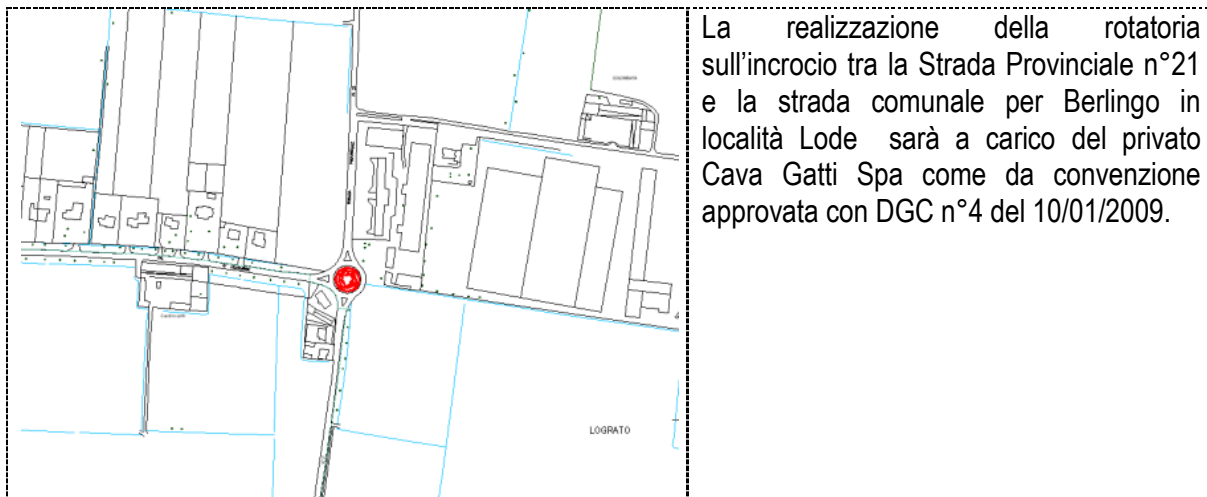 La realizzazione della rotatoria
sull'incrocio tra la Strada Provinciale n°21
e la strada comunale per Berlingo in
località Lode sarà a carico del privato
Cava Gatti Spa come da convenzione
approvata con DGC n°4 del 10/01/2009.
LOGRATO